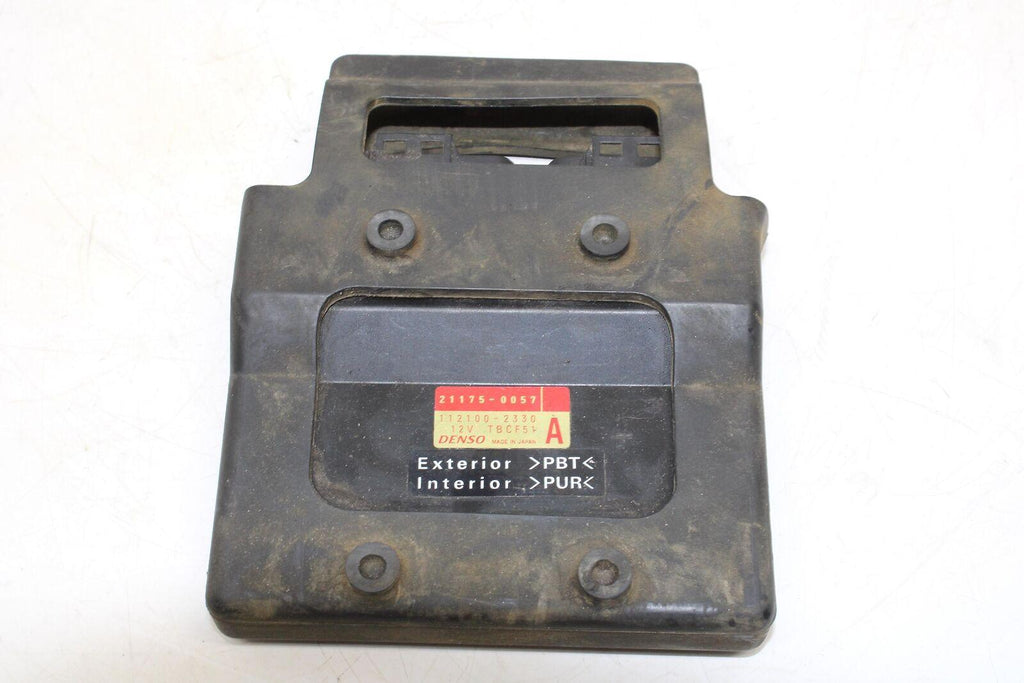 21175-0057
112100-2330
12V TBCF51
A
DENSO MADE IN JAPAN
Exterior >PBT<
Interior >PUR<